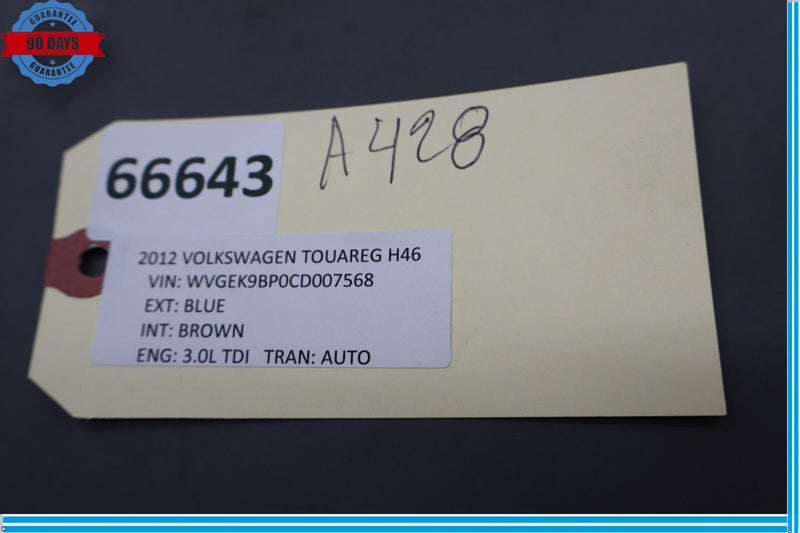 GUARANTEE
90 DAYS
GUARANTEE
A428
66643
2012 VOLKSWAGEN TOUAREG H46
VIN: WVGEK9BP0CD007568
EXT: BLUE
INT: BROWN
ENG: 3.0L TDI TRAN: AUTO